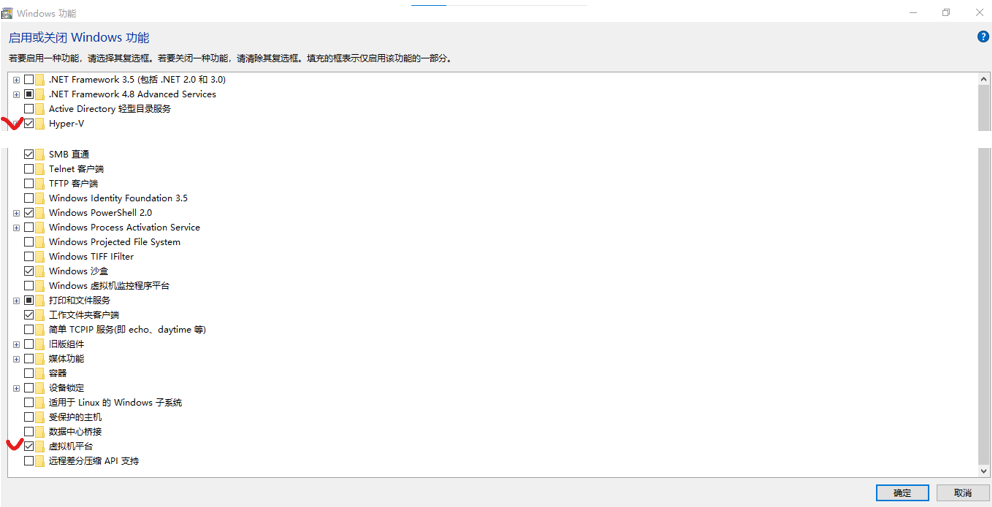 Windows 功能
启用或关闭 Windows 功能
若要启用一种功能，请选择其复选框。若要关闭一种功能，请清除其复选框。填充的框表示仅启用该功能的一部分。
.NET Framework 3.5 (包括 .NET 2.0 和 3.0)
.NET Framework 4.8 Advanced Services
Active Directory 轻型目录服务
Hyper-V
SMB 直通
Telnet 客户端
TFTP 客户端
Windows Identity Foundation 3.5
Windows PowerShell 2.0
Windows Process Activation Service
Windows Projected File System
Windows TIFF IFilter
Windows 沙盒
Windows 虚拟机监控程序平台
打印和文件服务
工作文件夹客户端
简单 TCPIP 服务(即 echo、daytime 等)
旧版组件
媒体功能
容器
设备锁定
适用于 Linux 的 Windows 子系统
受保护的主机
数据中心桥接
虚拟机平台
远程差分压缩 API 支持
确定
取消